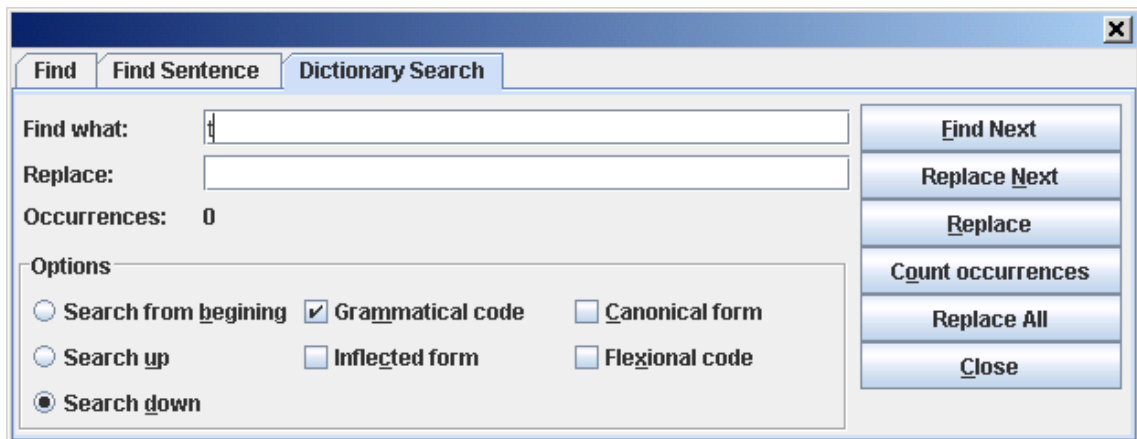 Find Find Sentence Dictionary Search
Find what: t
Find Next
Replace:
Replace Next
Occurrences: 0
Replace
Options
Count occurrences
Search from begining Grammatical code Canonical form
Replace All
Search up Inflected form Flexional code
Close
Search down